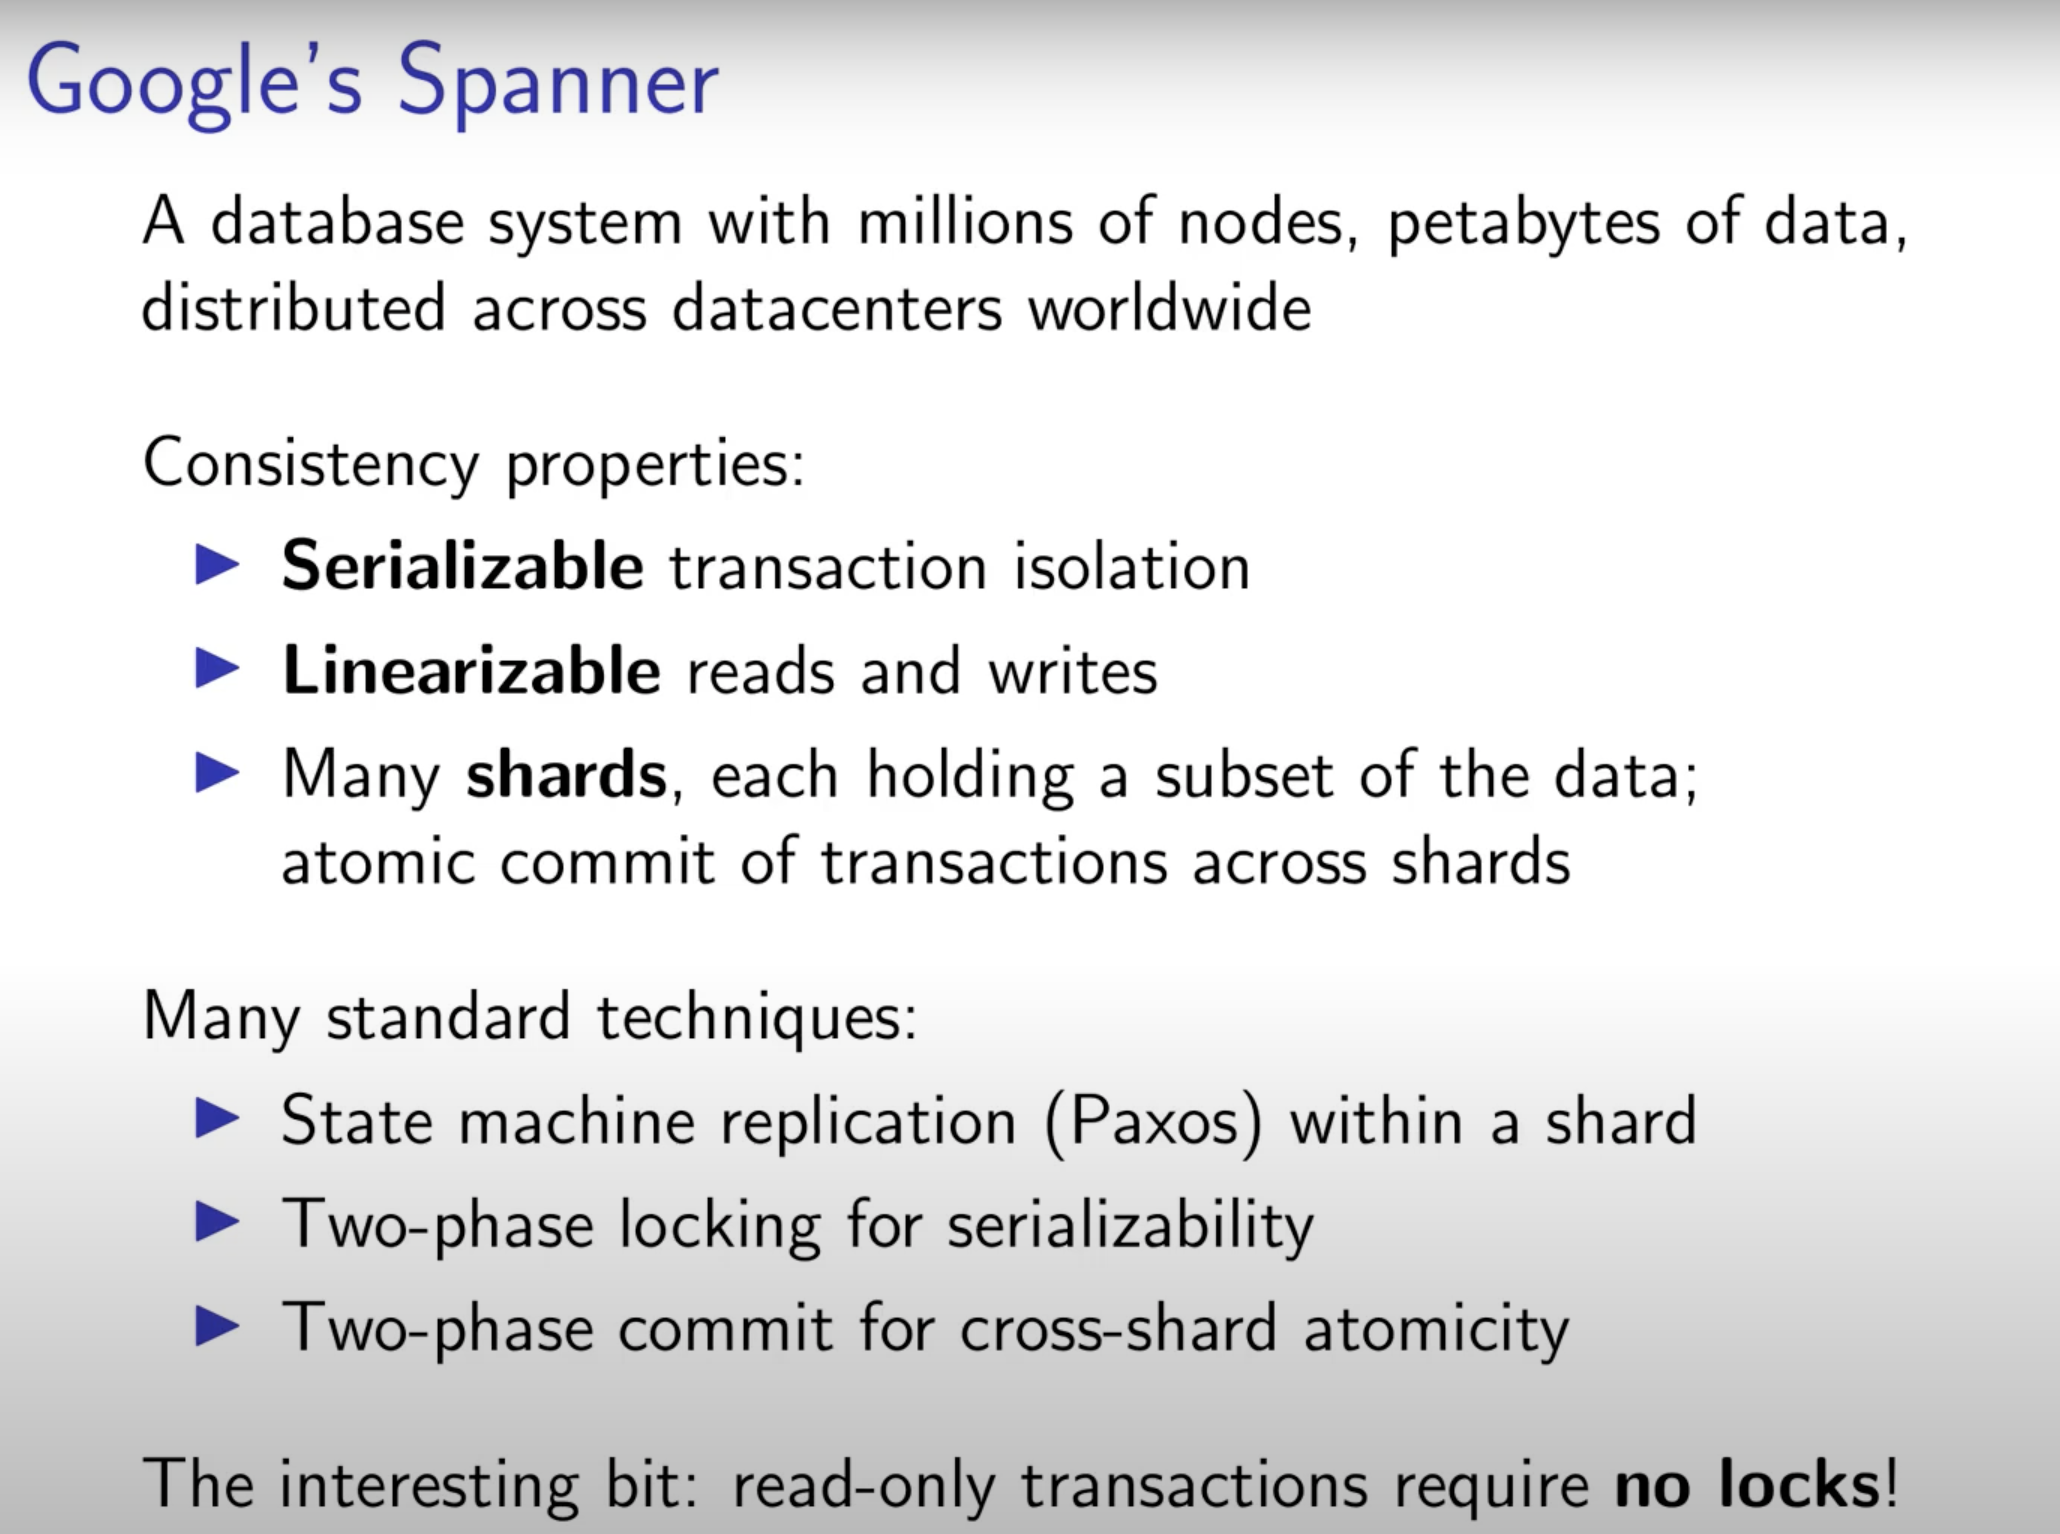 Google's Spanner
A database system with millions of nodes, petabytes of data,
distributed across datacenters worldwide
Consistency properties:
Serializable transaction isolation
Linearizable reads and writes
Many shards, each holding a subset of the data;
atomic commit of transactions across shards
Many standard techniques:
State machine replication (Paxos) within a shard
Two-phase locking for serializability
Two-phase commit for cross-shard atomicity
The interesting bit: read-only transactions require no locks!